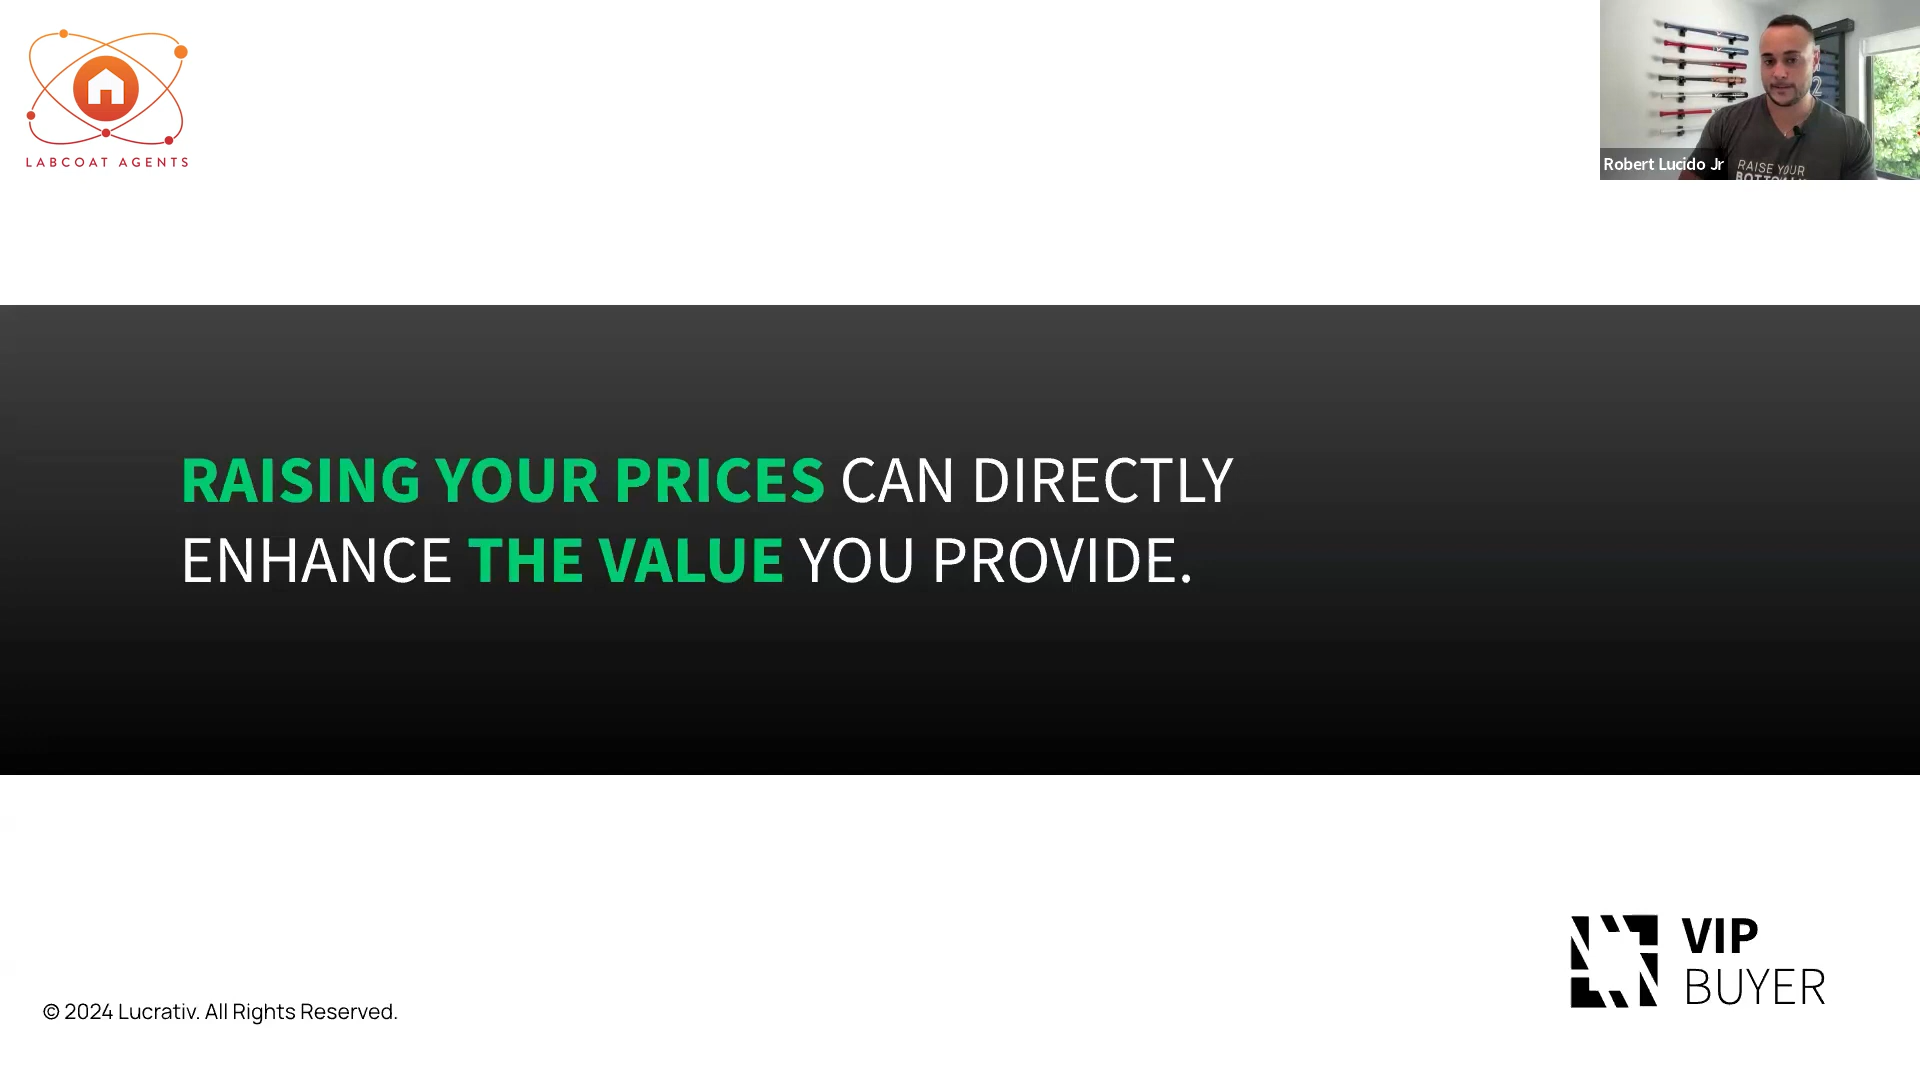 LABCOAT AGENTS
Robert Lucido Jr
RAISE YOUR
RAISING YOUR PRICES CAN DIRECTLY
ENHANCE THE VALUE YOU PROVIDE.
VIP
BUYER
© 2024 Lucrativ. All Rights Reserved.